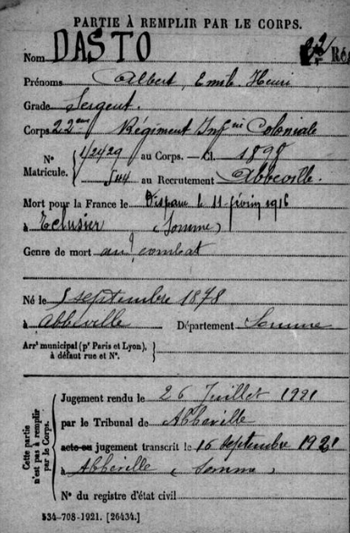 PARTIE À REMPLIR PAR LE CORPS.
Nom DASTO
Prénoms Albert, Emile Henri
Grade Sergent.
Corps 22eme Régiment Infrie Coloniale
N° 12429 au Corps. — Cl. 1898
Matricule. 544 au Recrutement Abbeville.
Mort pour la France le Disparu le 11 février 1916
à Eclusier (Somme)
Genre de mort au combat
Né le 5 septembre 1878
à Abbeville Département Somme
Arrt municipal (pr Paris et Lyon),
à défaut rue et N°.
Cette partie
n'est pas à remplir
par le Corps.
Jugement rendu le 26 Juillet 1921
par le Tribunal de Abbeville
acte ou jugement transcrit le 16 septembre 1921
à Abbeville (Somme)
N° du registre d'état civil
534-708-1921. [26434.]